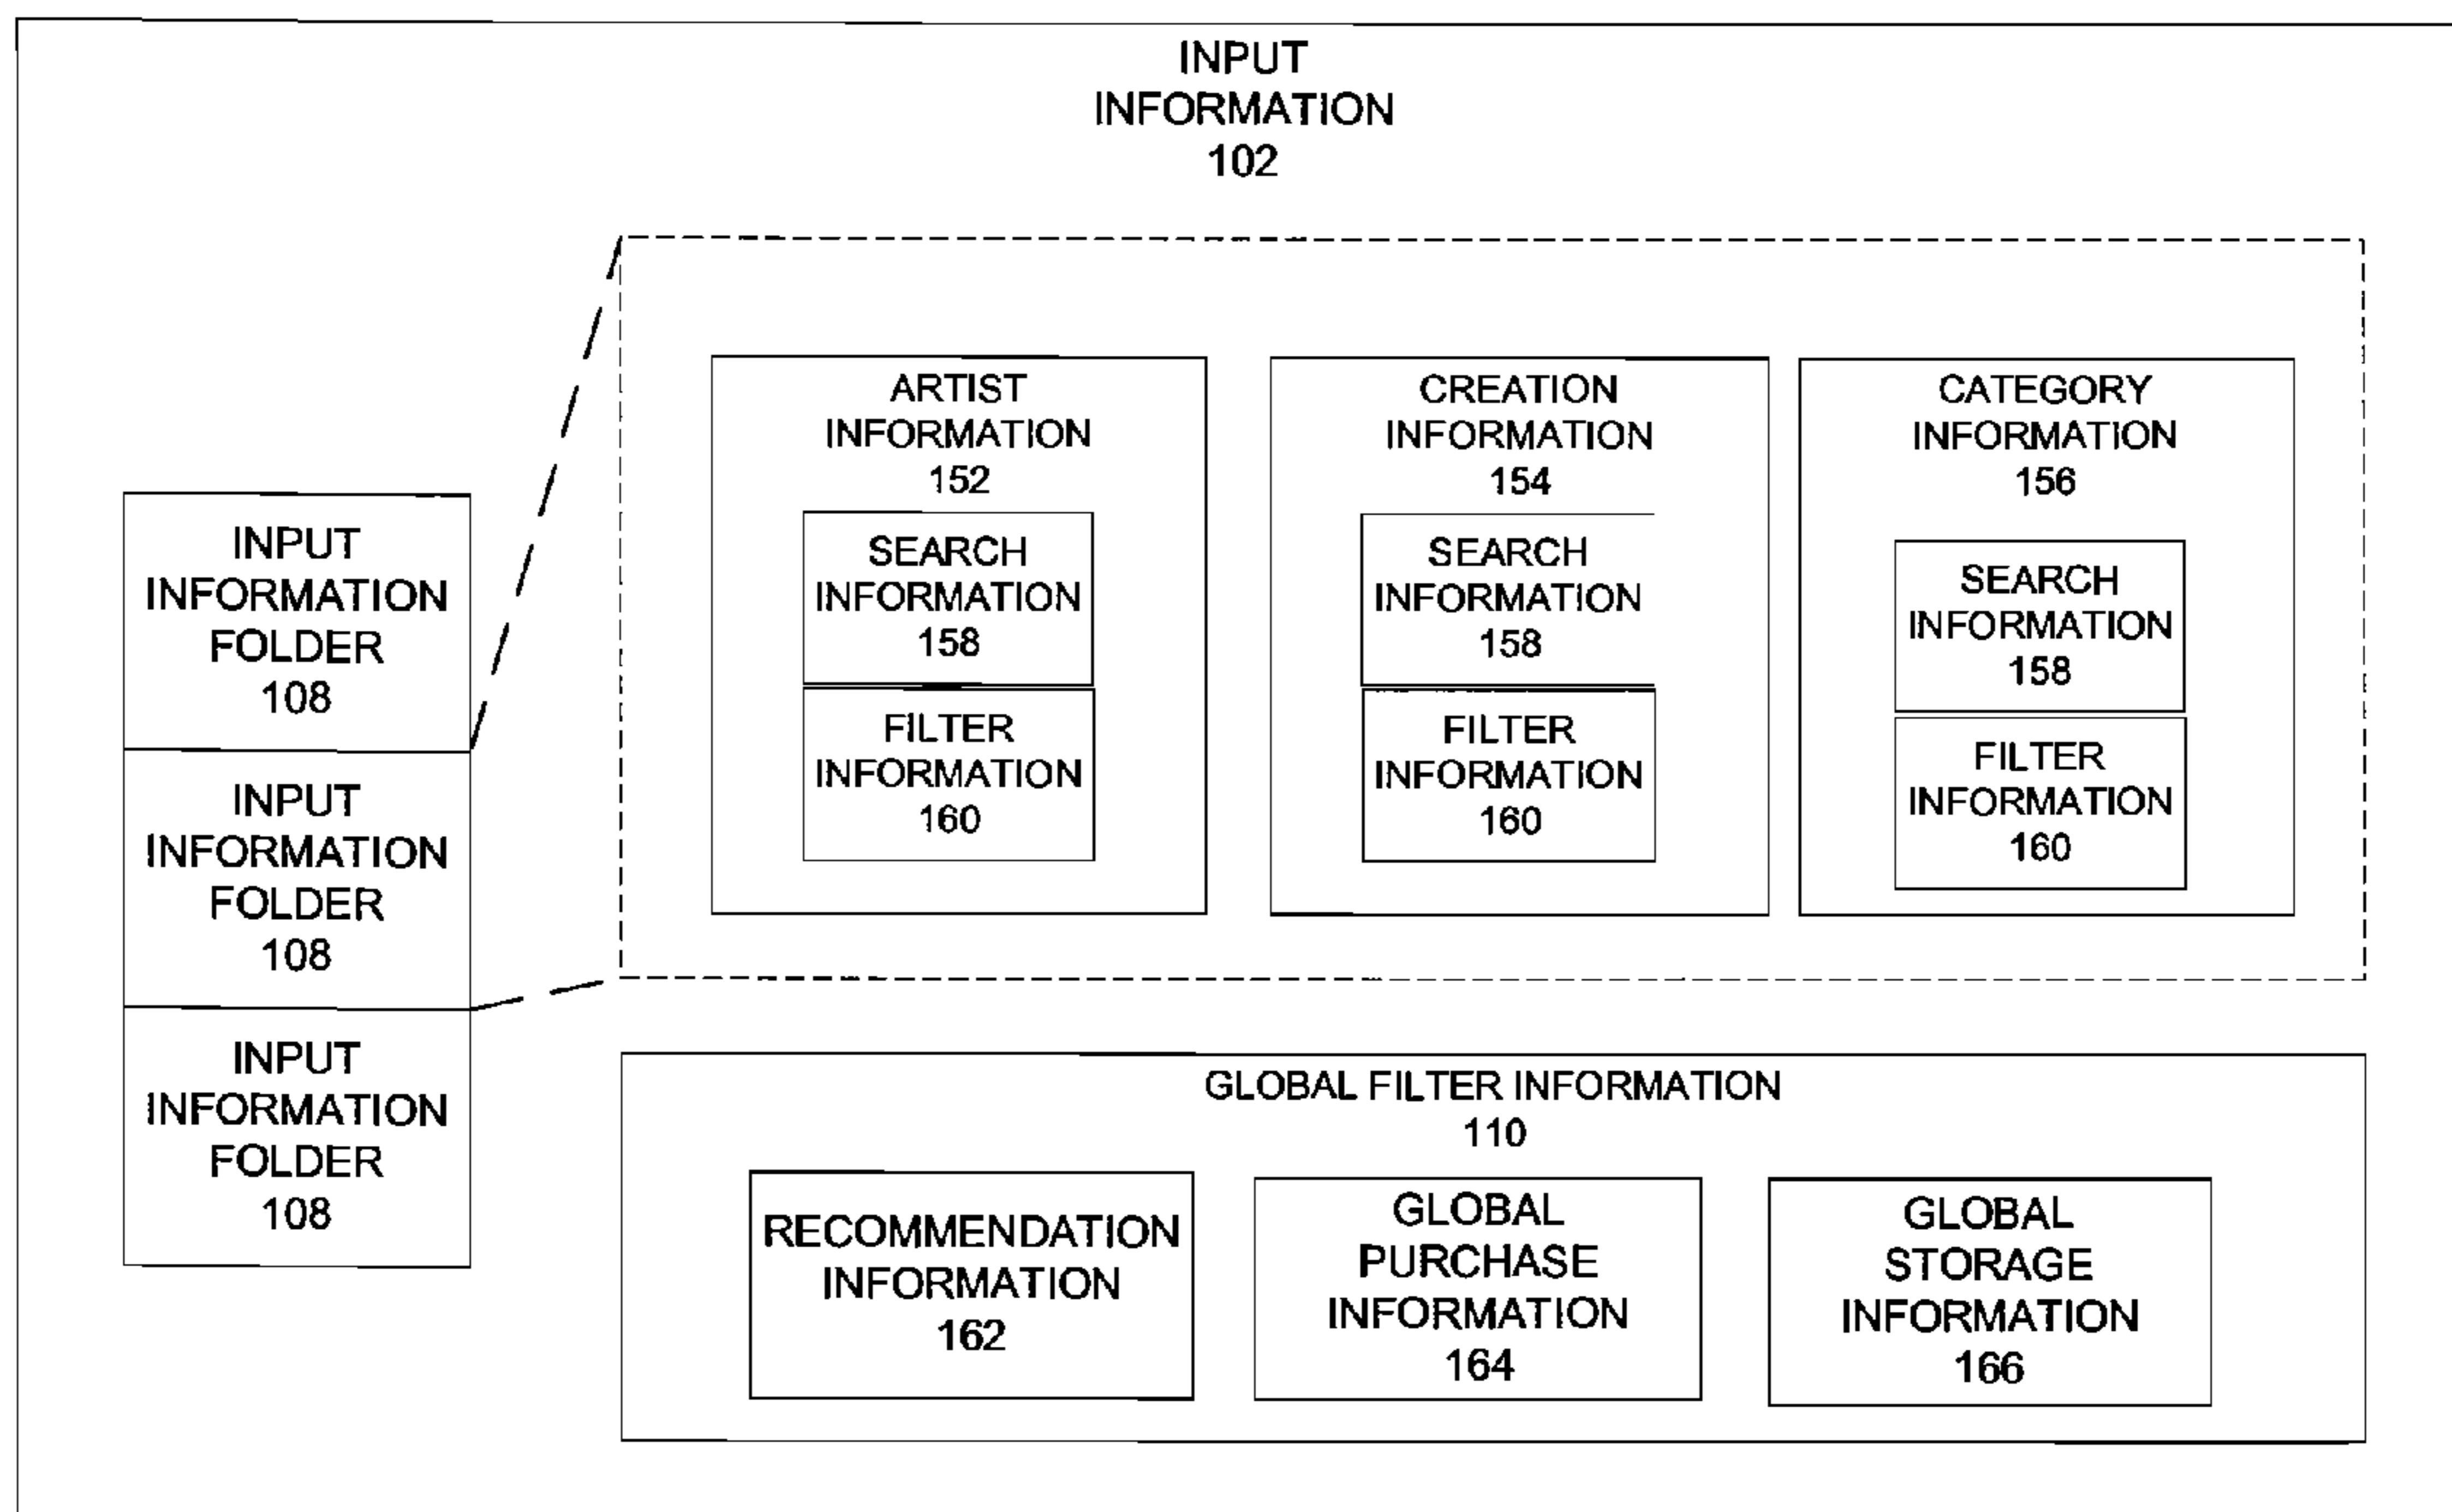 INPUT
INFORMATION
102
ARTIST
INFORMATION
152
SEARCH
INFORMATION
158
FILTER
INFORMATION
160
CREATION
INFORMATION
154
SEARCH
INFORMATION
158
FILTER
INFORMATION
160
CATEGORY
INFORMATION
156
SEARCH
INFORMATION
158
FILTER
INFORMATION
160
INPUT
INFORMATION
FOLDER
108
INPUT
INFORMATION
FOLDER
108
INPUT
INFORMATION
FOLDER
108
GLOBAL FILTER INFORMATION
110
RECOMMENDATION
INFORMATION
162
GLOBAL
PURCHASE
INFORMATION
164
GLOBAL
STORAGE
INFORMATION
166